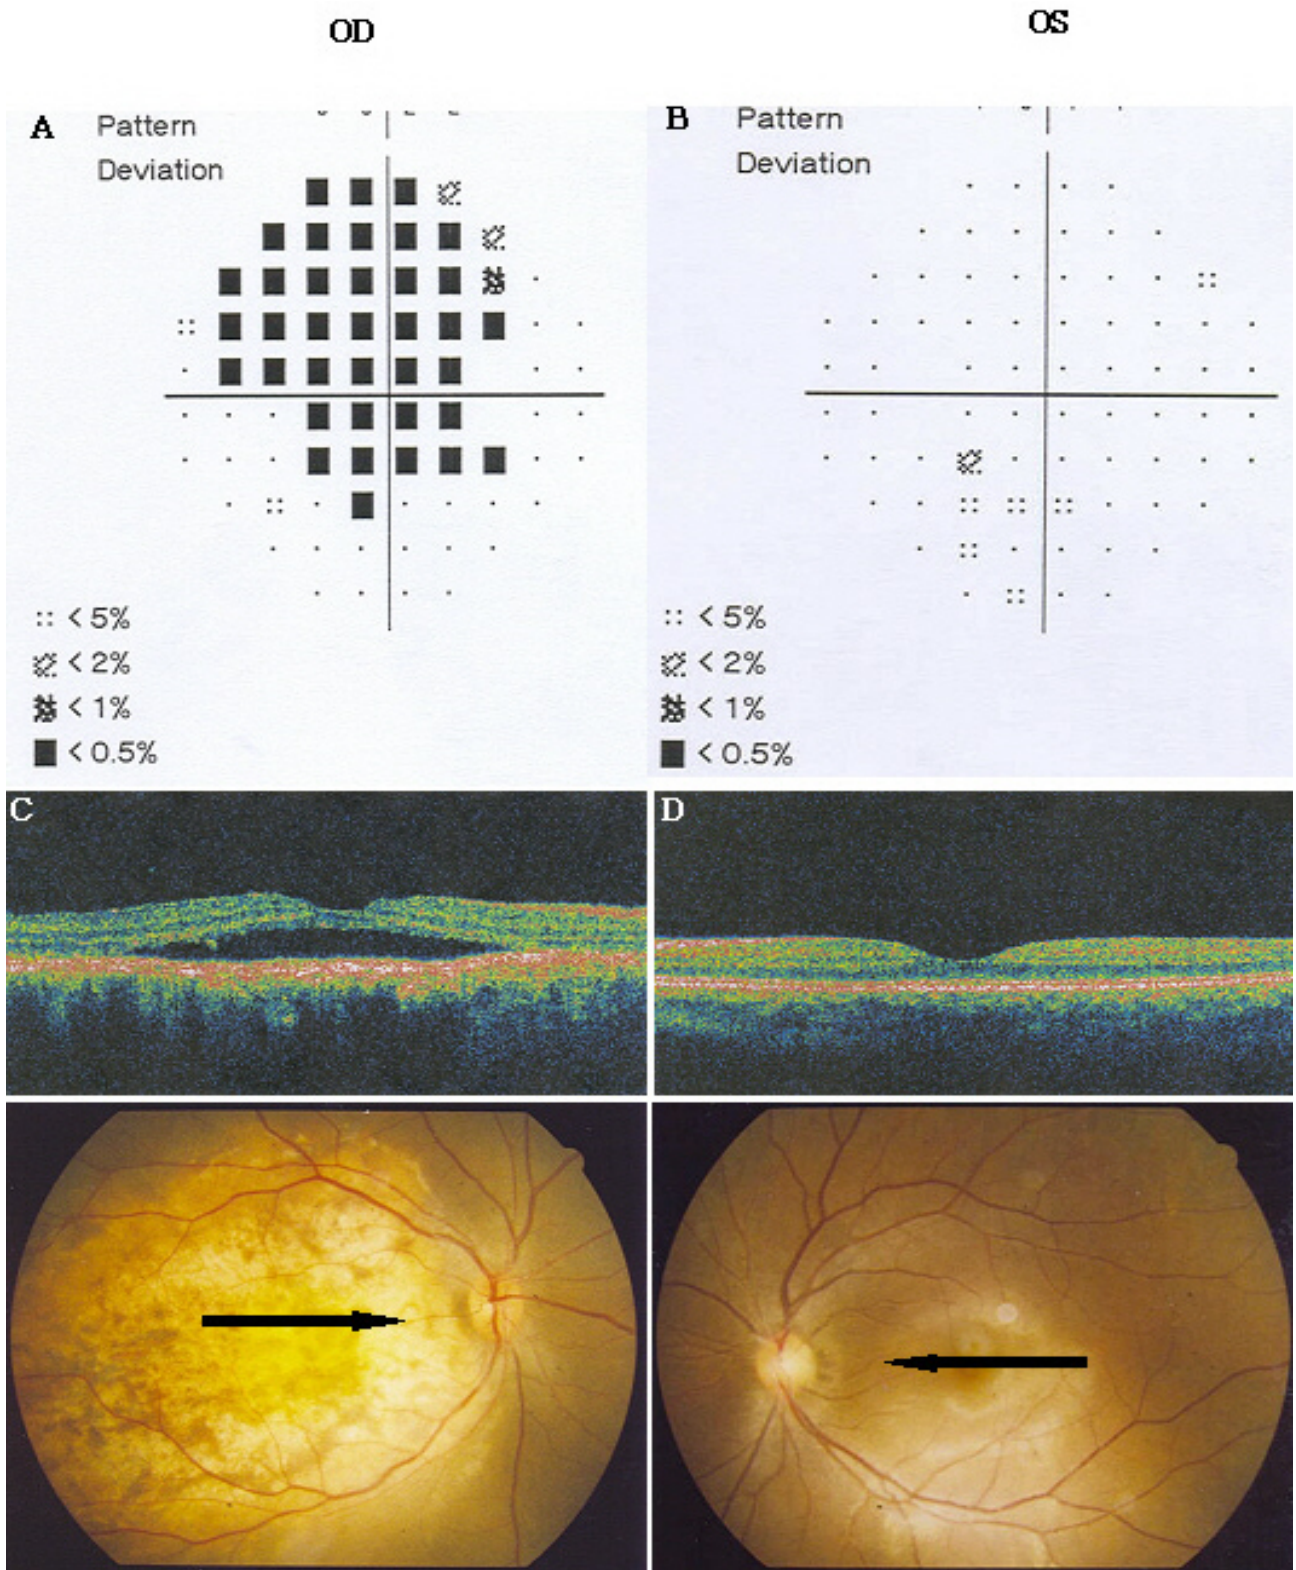 OD
OS
A
Pattern
Deviation
< 5%
< 2%
< 1%
< 0.5%
B
Pattern
Deviation
< 5%
< 2%
< 1%
< 0.5%
C
D